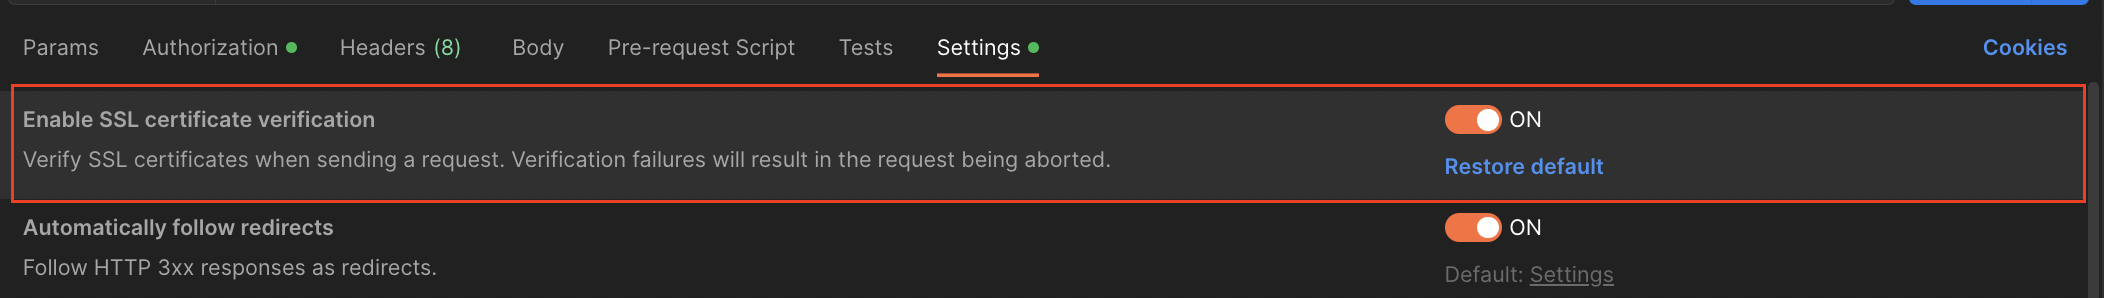 Params Authorization Headers (8) Body Pre-request Script Tests Settings Cookies
Enable SSL certificate verification ON
Verify SSL certificates when sending a request. Verification failures will result in the request being aborted.
Restore default
Automatically follow redirects ON
Follow HTTP 3xx responses as redirects.
Default: Settings